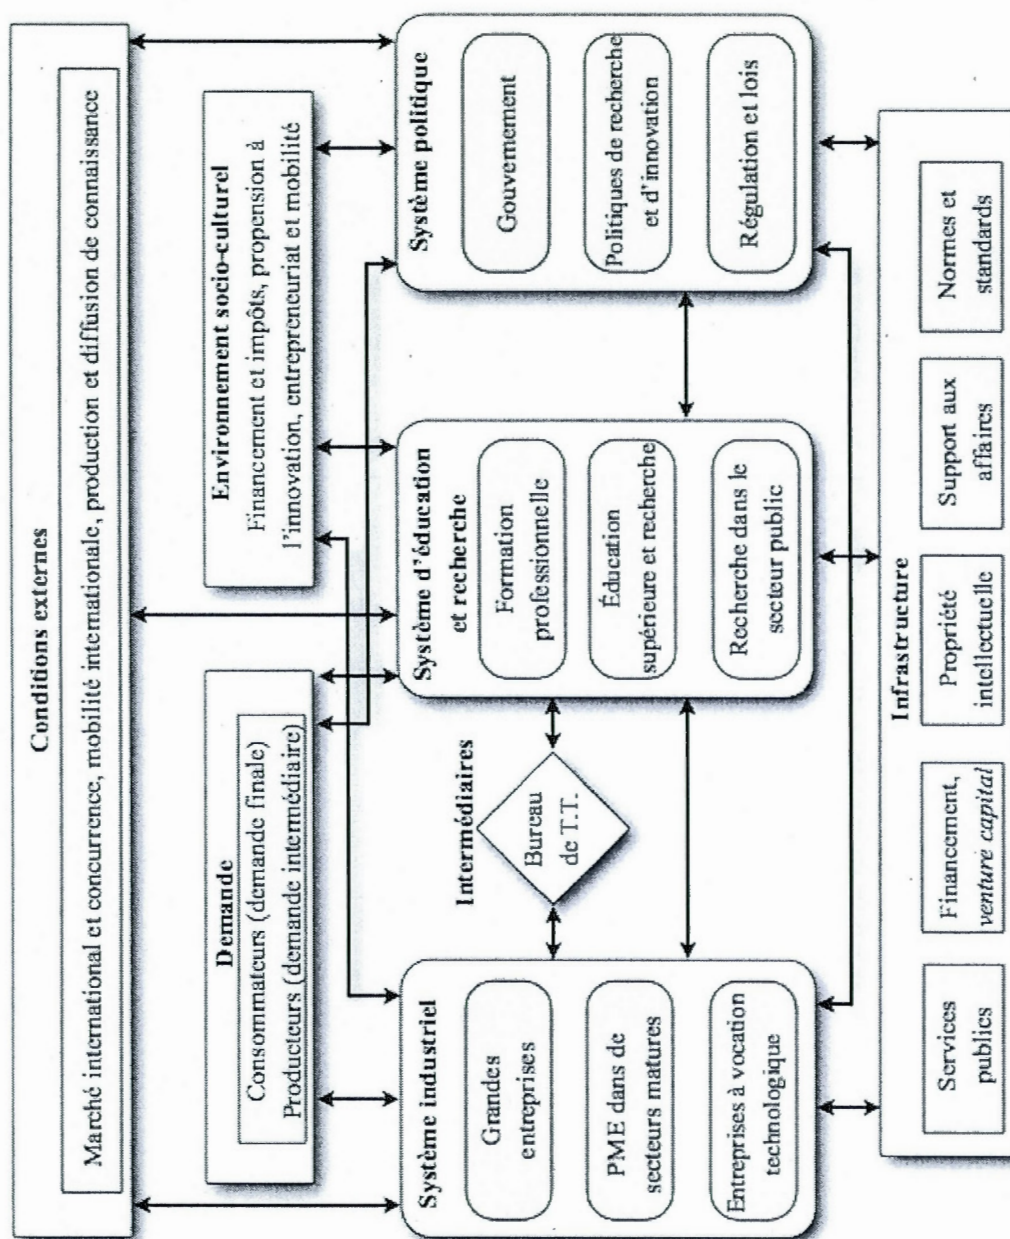 Conditions externes
Marché international et concurrence, mobilité internationale, production et diffusion de connaissance
Demande
Consommateurs (demande finale)
Producteurs (demande intermédiaire)
Environnement socio-culturel
Financement et impôts, propension à
l'innovation, entrepreneuriat et mobilité
Système industriel
Grandes
entreprises
PME dans de
secteurs matures
Entreprises à vocation
technologique
Intermédiaires
Bureau
de T.T.
Système d'éducation
et recherche
Formation
professionnelle
Éducation
supérieure et recherche
Recherche dans le
secteur public
Système politique
Gouvernement
Politiques de recherche
et d'innovation
Régulation et lois
Infrastructure
Services
publics
Financement,
venture capital
Propriété
intellectuelle
Support aux
affaires
Normes et
standards